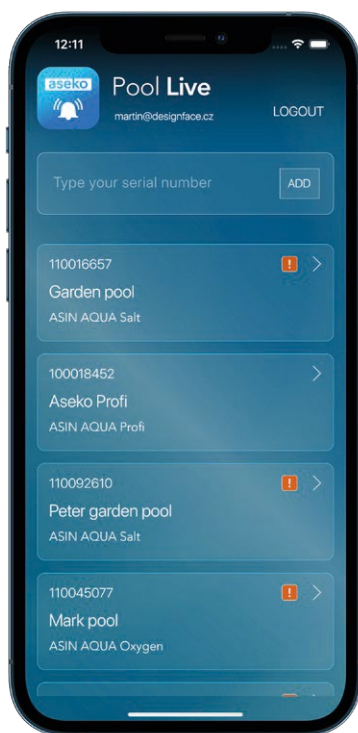 12:11
aseko
Pool Live
martin@designface.cz
LOGOUT
Type your serial number
ADD
110016657
!
Garden pool
ASIN AQUA Salt
100018452
Aseko Profi
ASIN AQUA Profi
110092610
!
Peter garden pool
ASIN AQUA Salt
110045077
!
Mark pool
ASIN AQUA Oxygen